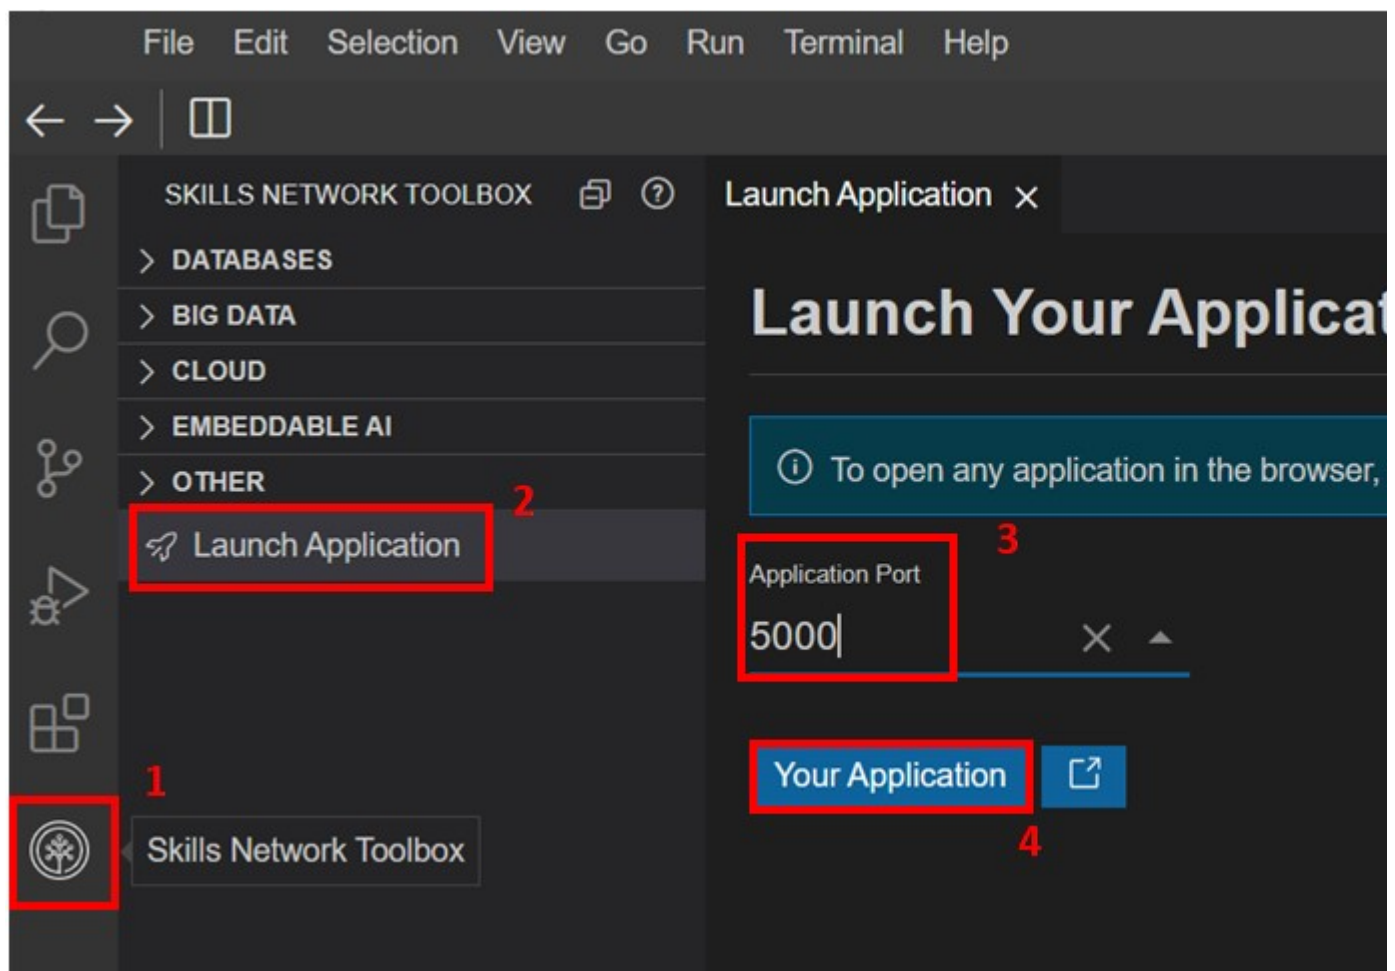 File Edit Selection View Go Run Terminal Help
SKILLS NETWORK TOOLBOX
DATABASES
BIG DATA
CLOUD
EMBEDDABLE AI
OTHER
2
Launch Application
1
Skills Network Toolbox
Launch Application
Launch Your Applicat
To open any application in the browser,
3
Application Port
5000
Your Application
4